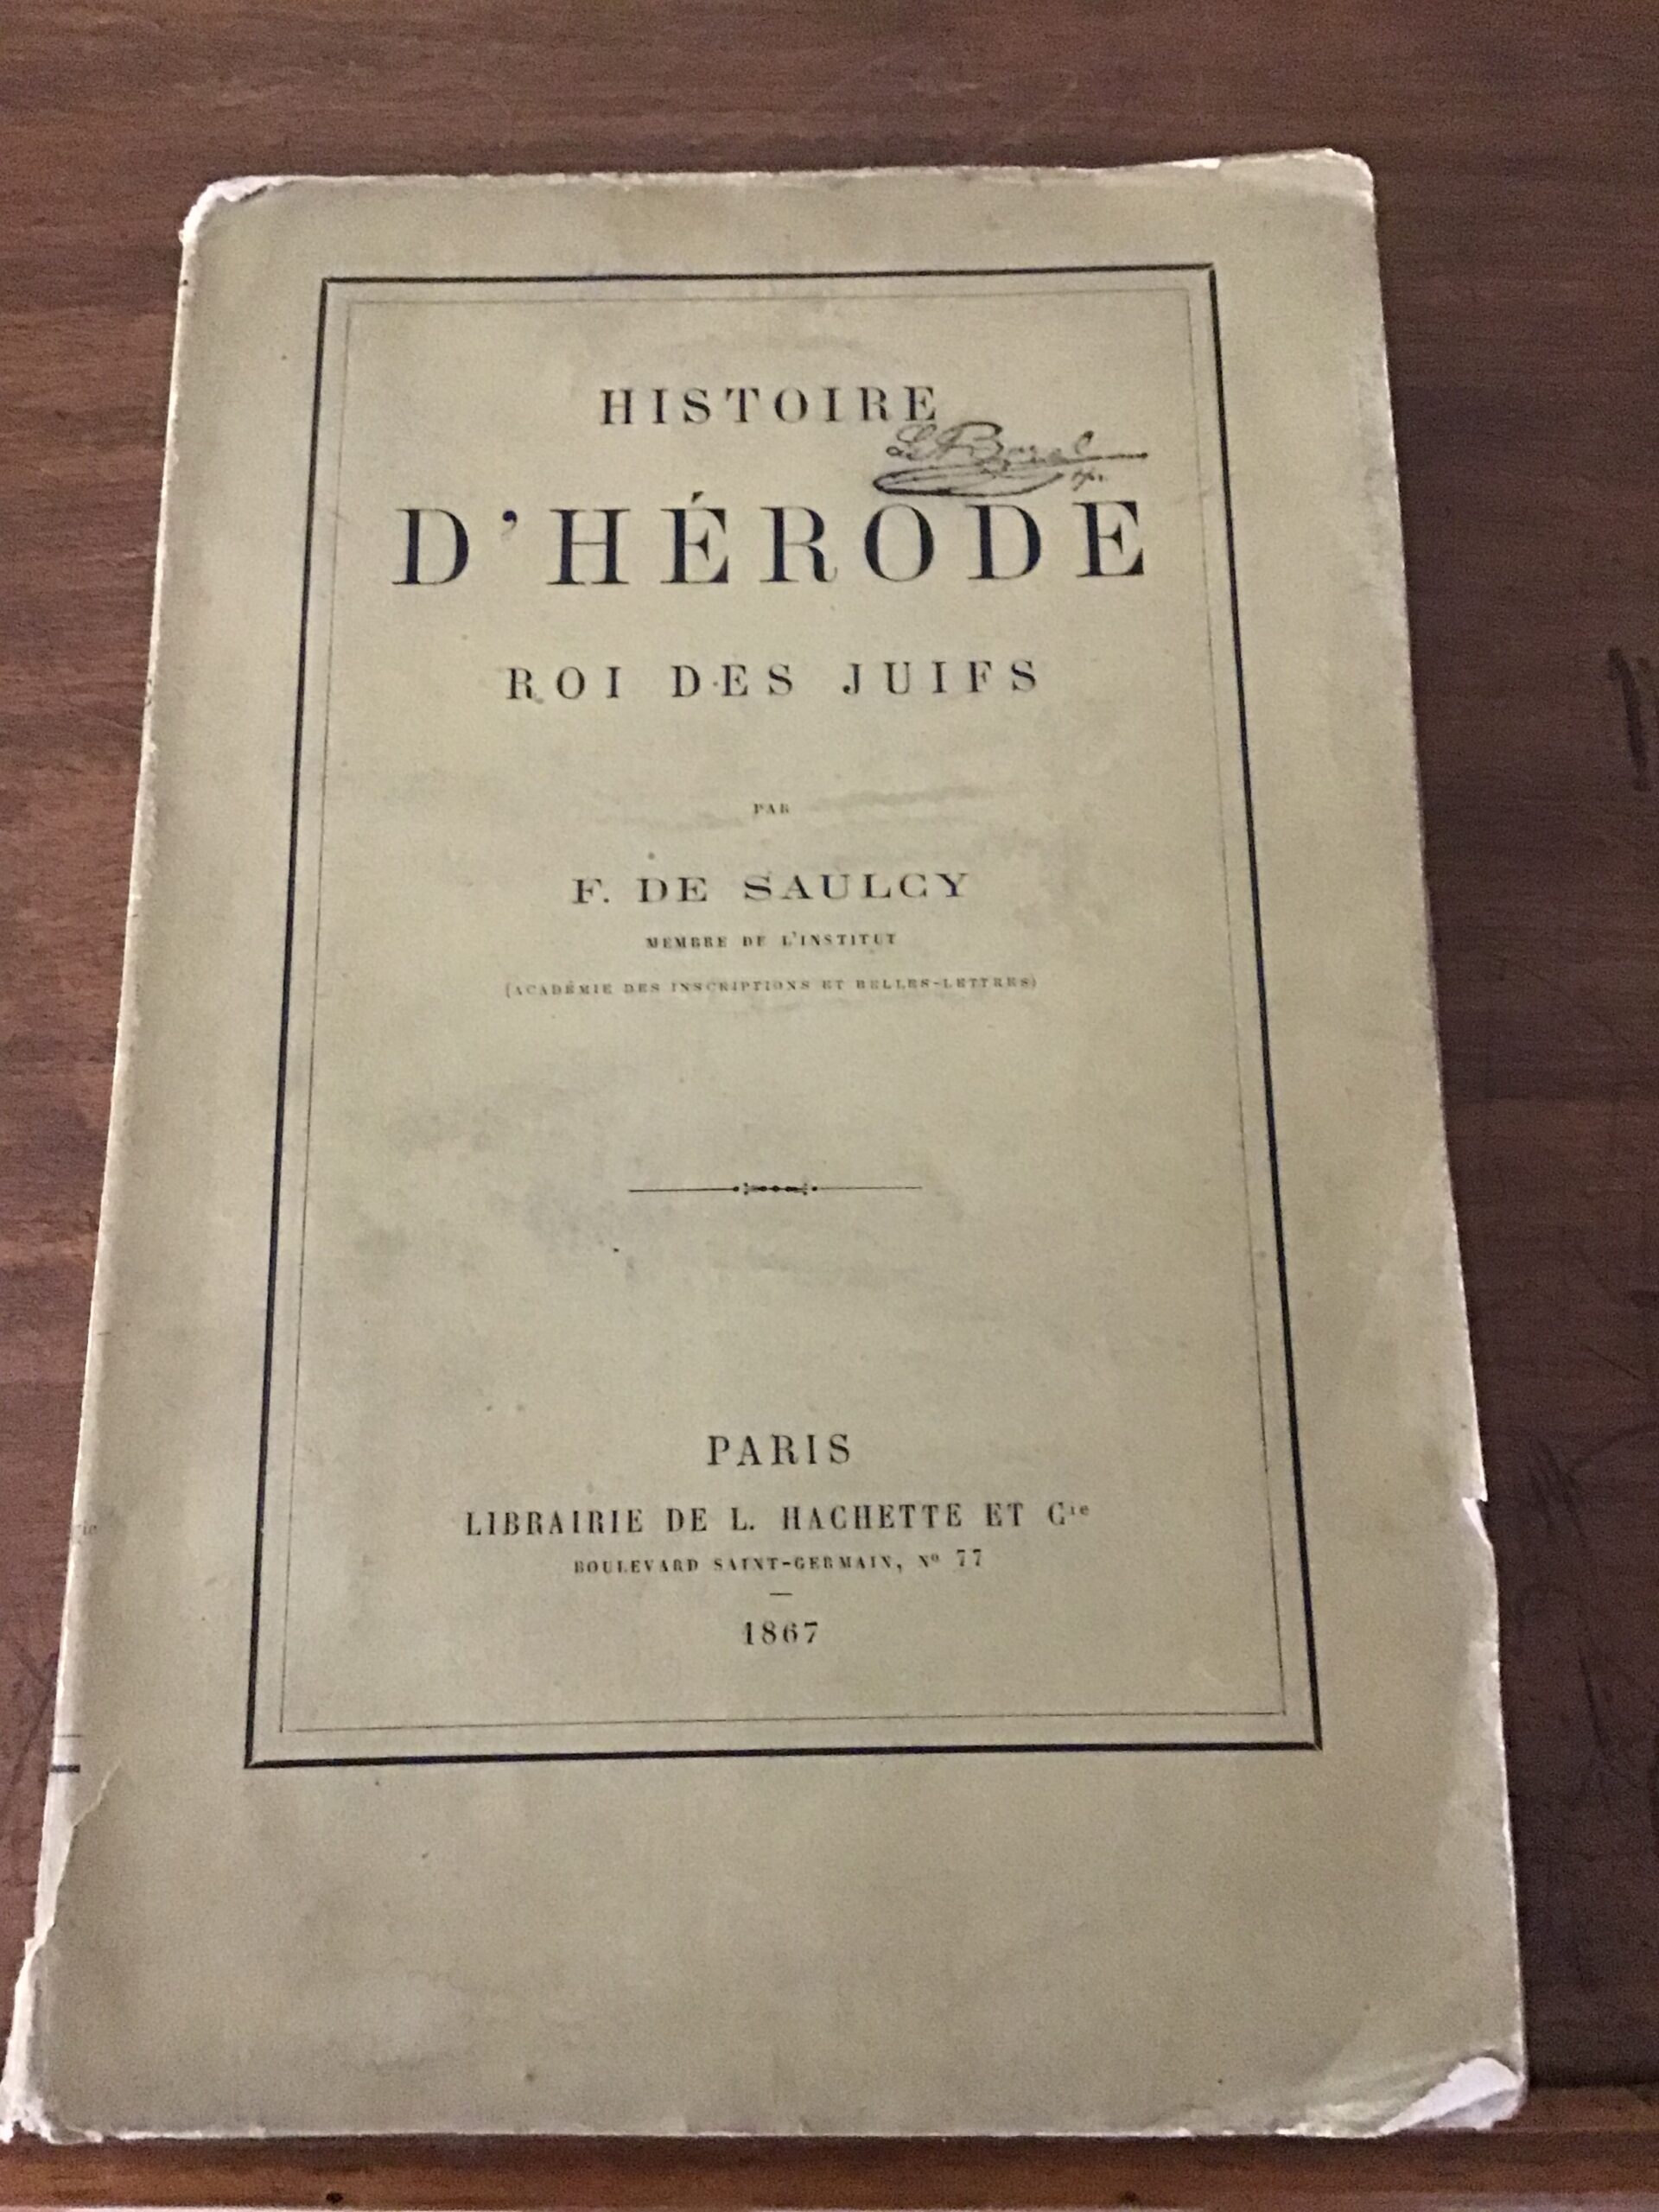 HISTOIRE
D'HÉRODE
ROI DES JUIFS
PAR
F. DE SAULCY
MEMBRE DE L'INSTITUT
(ACADÉMIE DES INSCRIPTIONS ET BELLES-LETTRES)
PARIS
LIBRAIRIE DE L. HACHETTE ET Cie
BOULEVARD SAINT-GERMAIN, No 77
1867